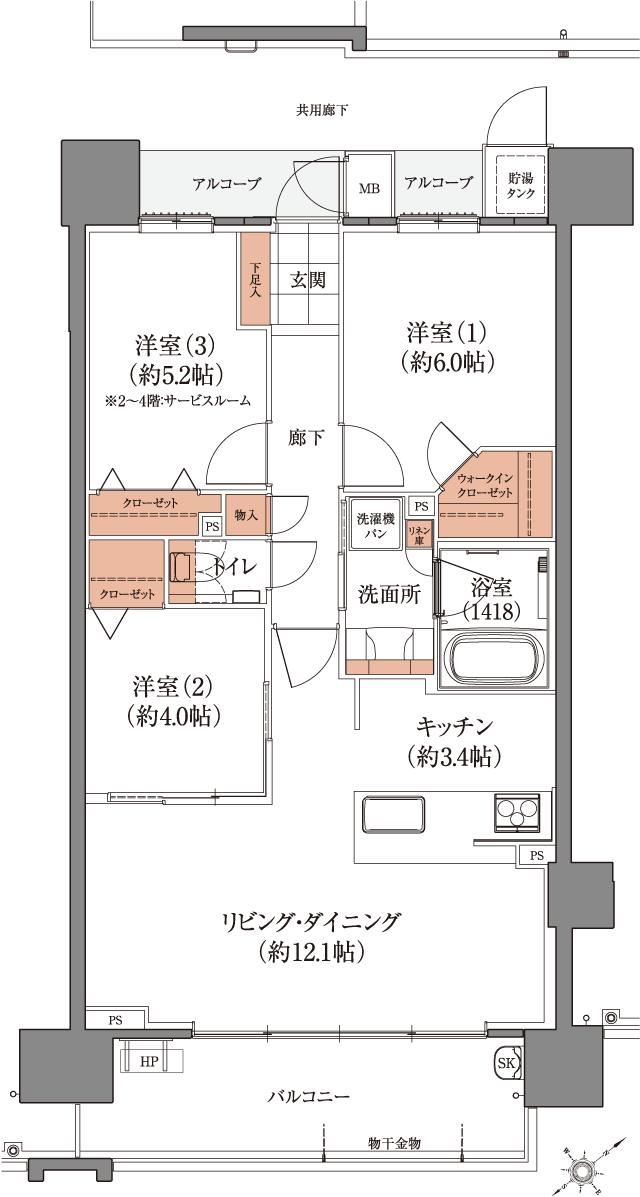 共用廊下
アルコーブ
MB
アルコーブ
貯湯
タンク
下足入
玄関
洋室(3)
(約5.2帖)
※2〜4階:サービスルーム
洋室(1)
(約6.0帖)
廊下
クローゼット
PS
物入
洗濯機
パン
PS
リネン
庫
ウォークイン
クローゼット
クローゼット
トイレ
洗面所
浴室
(1418)
洋室(2)
(約4.0帖)
キッチン
(約3.4帖)
PS
リビング・ダイニング
(約12.1帖)
PS
HP
SK
バルコニー
物干金物
W
N
S
E